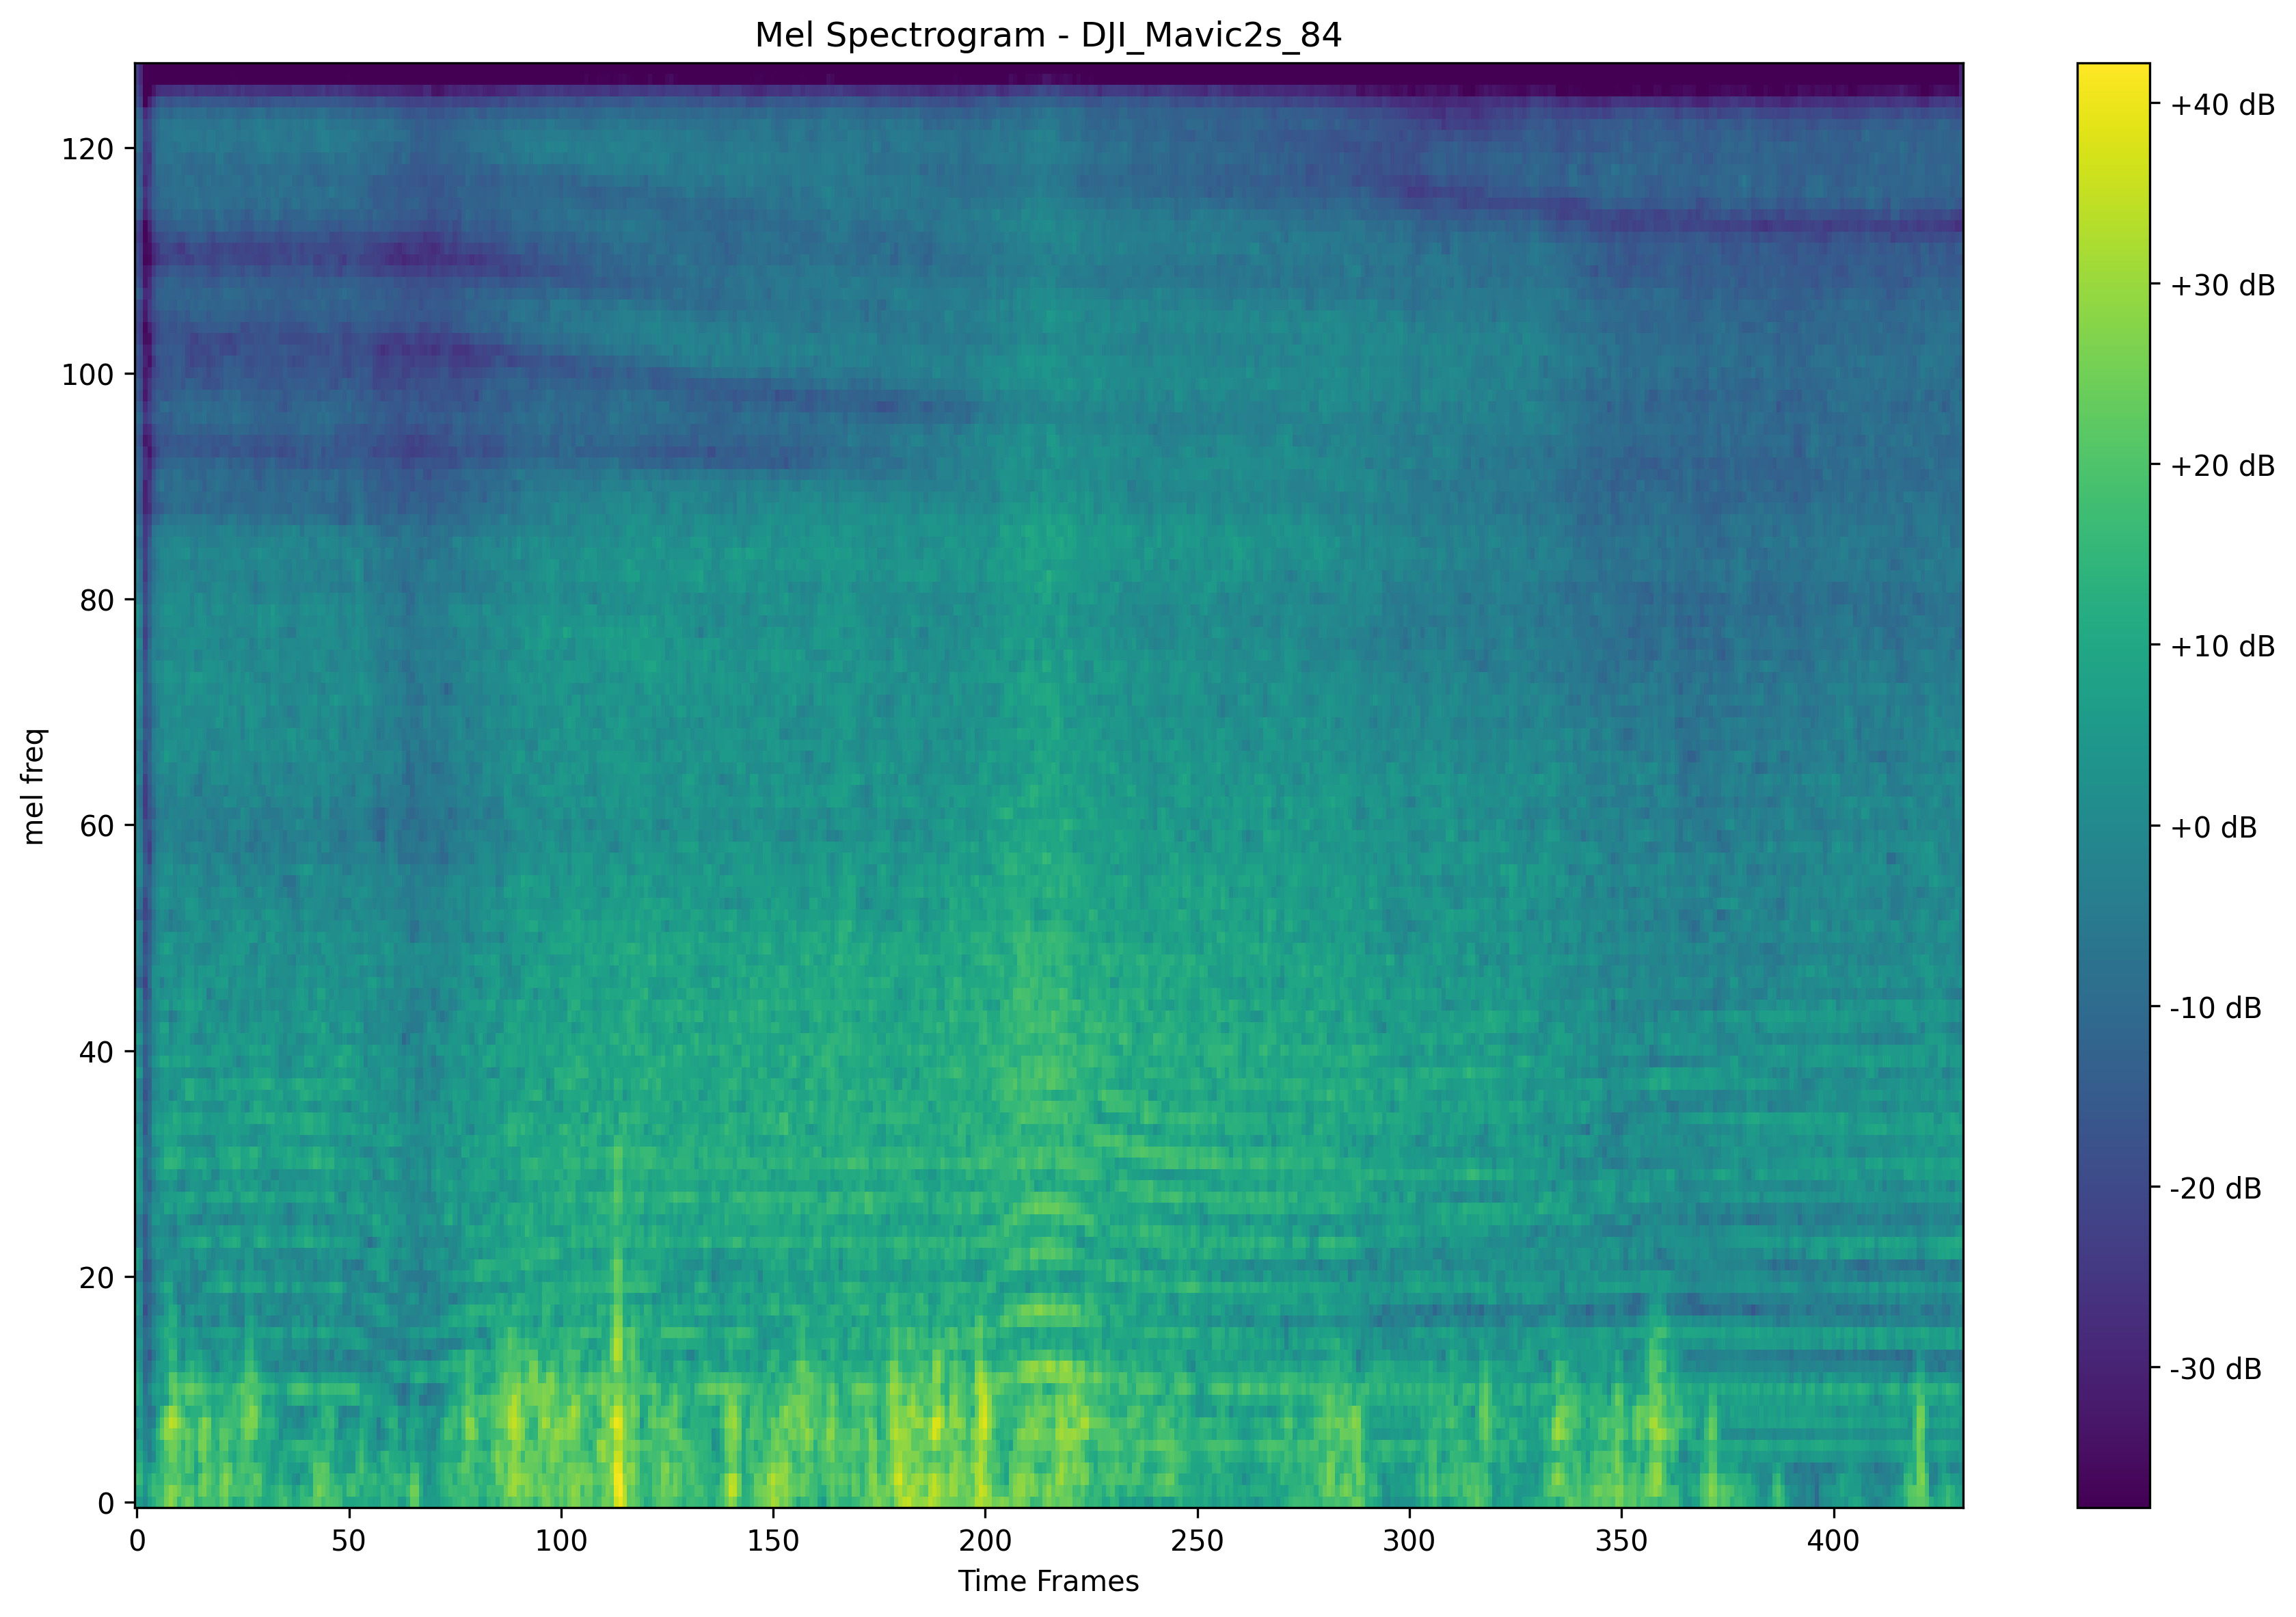 Mel Spectrogram - DJI_Mavic2s_84
mel freq
120
100
80
60
40
20
0
0 50 100 150 200 250 300 350 400
Time Frames
+40 dB
+30 dB
+20 dB
+10 dB
+0 dB
-10 dB
-20 dB
-30 dB